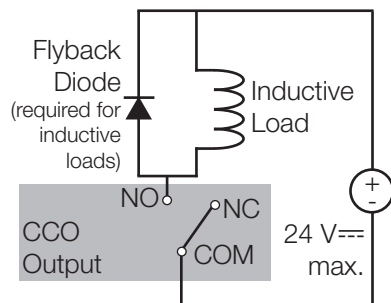 Flyback
Diode
(required for
inductive
loads)
Inductive
Load
NO
NC
CCO
Output
COM
+
-
24 V⎓
max.